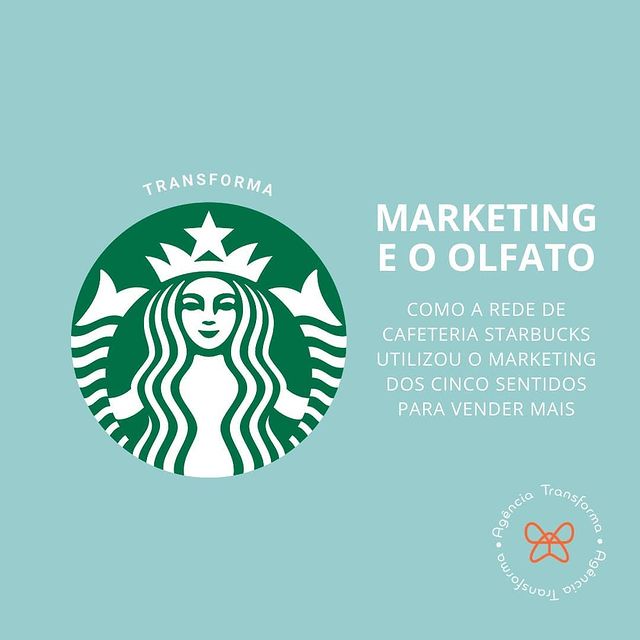 TRANSFORMA
MARKETING
E O OLFATO
COMO A REDE DE
CAFETERIA STARBUCKS
UTILIZOU O MARKETING
DOS CINCO SENTIDOS
PARA VENDER MAIS
Agência Transforma • Agência Transforma •